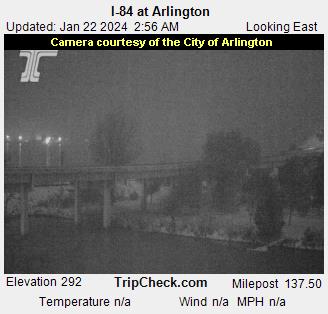 I-84 at Arlington
Updated: Jan 22 2024 2:56 AM Looking East
Camera courtesy of the City of Arlington
Elevation 292 TripCheck.com Milepost 137.50
Temperature n/a Wind n/a MPH n/a